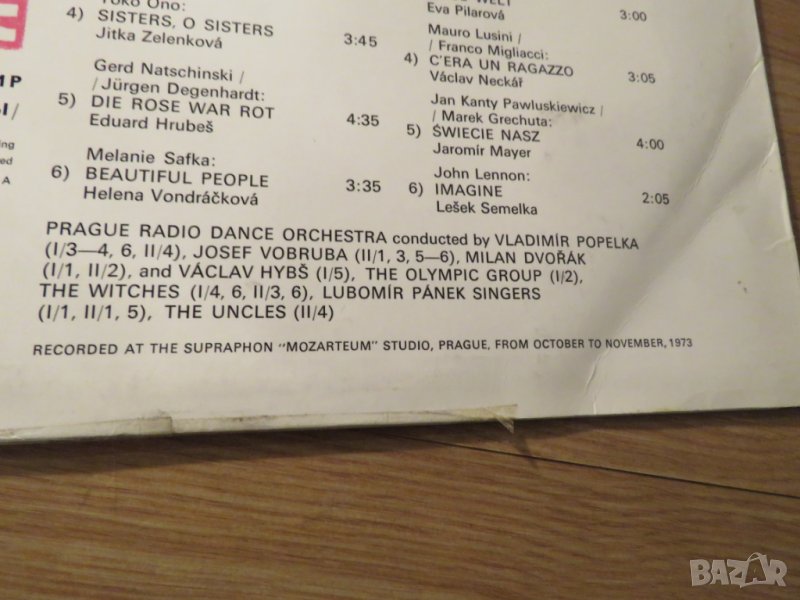 Yoko Ono:
4) SISTERS, O SISTERS
Jitka Zelenková 3:45
Gerd Natschinski /
/ Jürgen Degenhardt:
5) DIE ROSE WAR ROT
Eduard Hrubeš 4:35
Melanie Safka:
6) BEAUTIFUL PEOPLE
Helena Vondráčková 3:35
WELT
Eva Pilarová 3:00
Mauro Lusini /
/ Franco Migliacci:
4) C'ERA UN RAGAZZO
Václav Neckář 3:05
Jan Kanty Pawluskiewicz /
/ Marek Grechuta:
5) ŚWIECIE NASZ
Jaromír Mayer 4:00
John Lennon:
6) IMAGINE
Lešek Semelka 2:05
PRAGUE RADIO DANCE ORCHESTRA conducted by VLADIMÍR POPELKA
(I/3—4, 6, II/4), JOSEF VOBRUBA (II/1, 3, 5—6), MILAN DVOŘÁK
(I/1, II/2), and VÁCLAV HYBŠ (I/5), THE OLYMPIC GROUP (I/2),
THE WITCHES (I/4, 6, II/3, 6), LUBOMÍR PÁNEK SINGERS
(I/1, II/1, 5), THE UNCLES (II/4)
RECORDED AT THE SUPRAPHON "MOZARTEUM" STUDIO, PRAGUE, FROM OCTOBER TO NOVEMBER, 1973
BAZAR